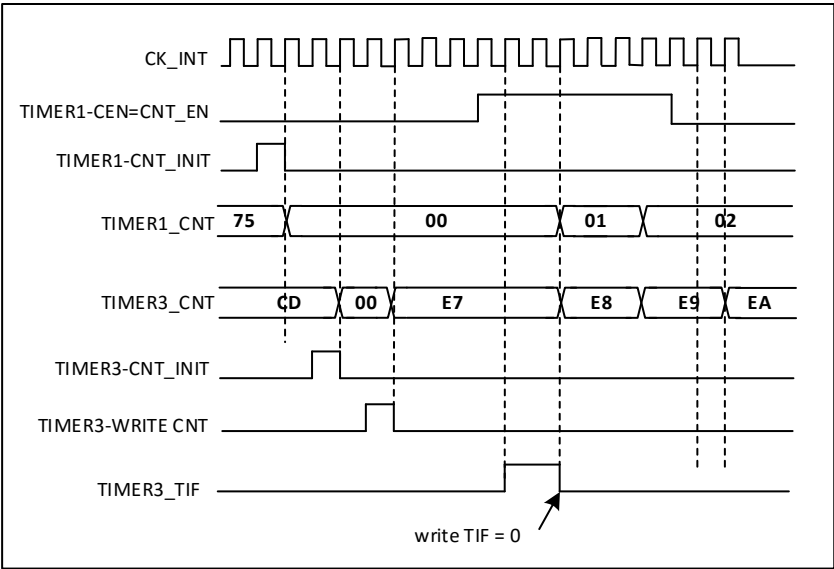 CK_INT
TIMER1-CEN=CNT_EN
TIMER1-CNT_INIT
TIMER1_CNT 75 00 01 02
TIMER3_CNT CD 00 E7 E8 E9 EA
TIMER3-CNT_INIT
TIMER3-WRITE CNT
TIMER3_TIF
write TIF = 0